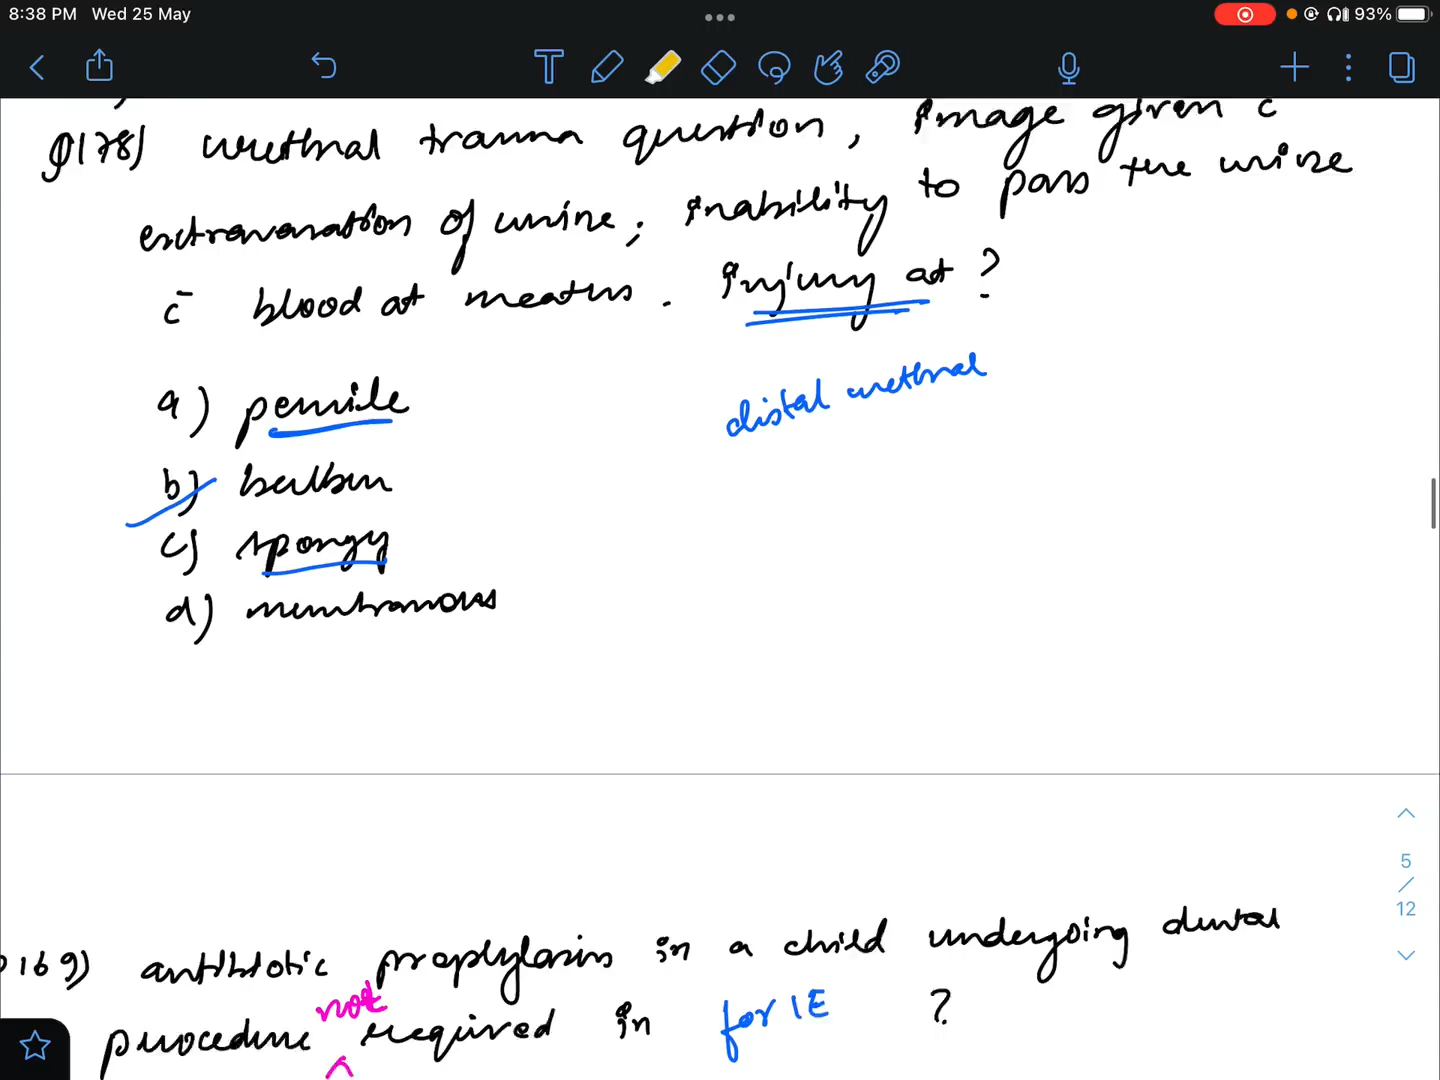 8:38 PM Wed 25 May
93%
Q178) urethral trauma question, image given c̄
extravasation of urine; inability to pass the urine
c̄ blood at meatus. injury at ?
a) pennile
distal urethral
b) bulbar
c) spongy
d) membranous
5
/
12
Q169) antibiotic prophylaxis in a child undergoing dental
not
procedure ^ required in for IE ?